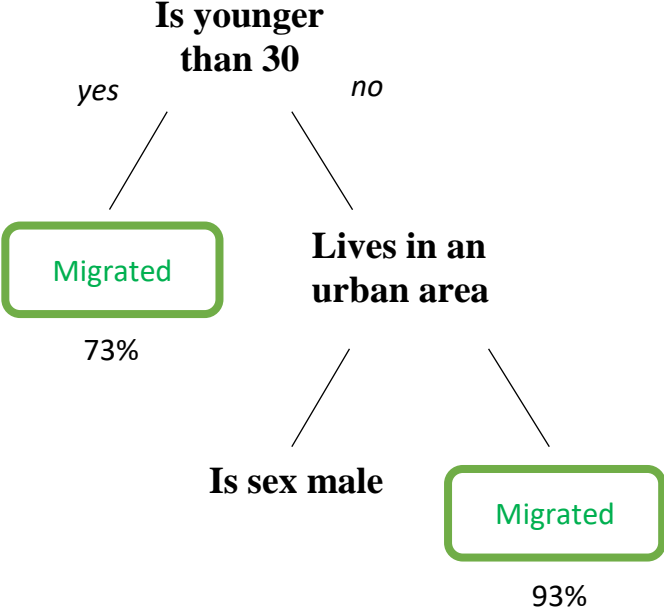 Is younger
than 30
yes
no
Migrated
73%
Lives in an
urban area
Is sex male
Migrated
93%